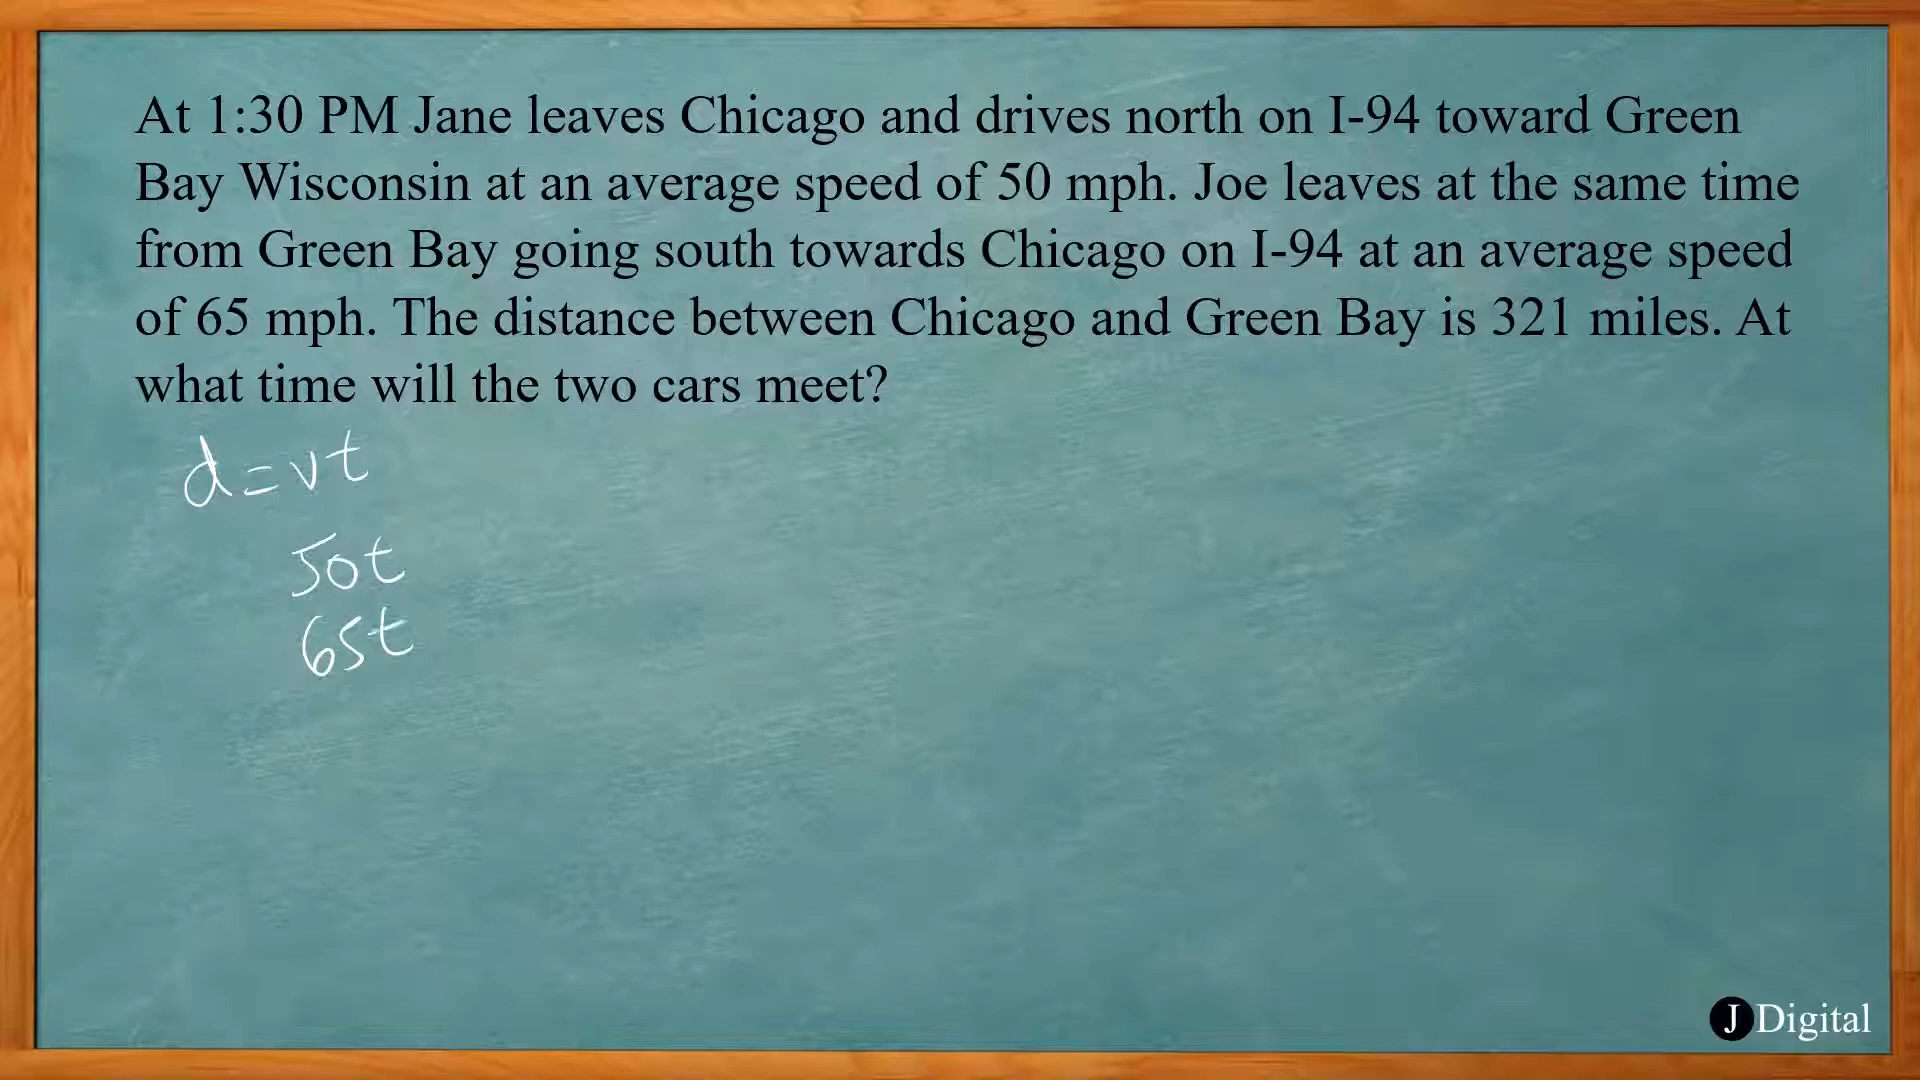 At 1:30 PM Jane leaves Chicago and drives north on I-94 toward Green
Bay Wisconsin at an average speed of 50 mph. Joe leaves at the same time
from Green Bay going south towards Chicago on I-94 at an average speed
of 65 mph. The distance between Chicago and Green Bay is 321 miles. At
what time will the two cars meet?
d=vt
50t
65t
J Digital